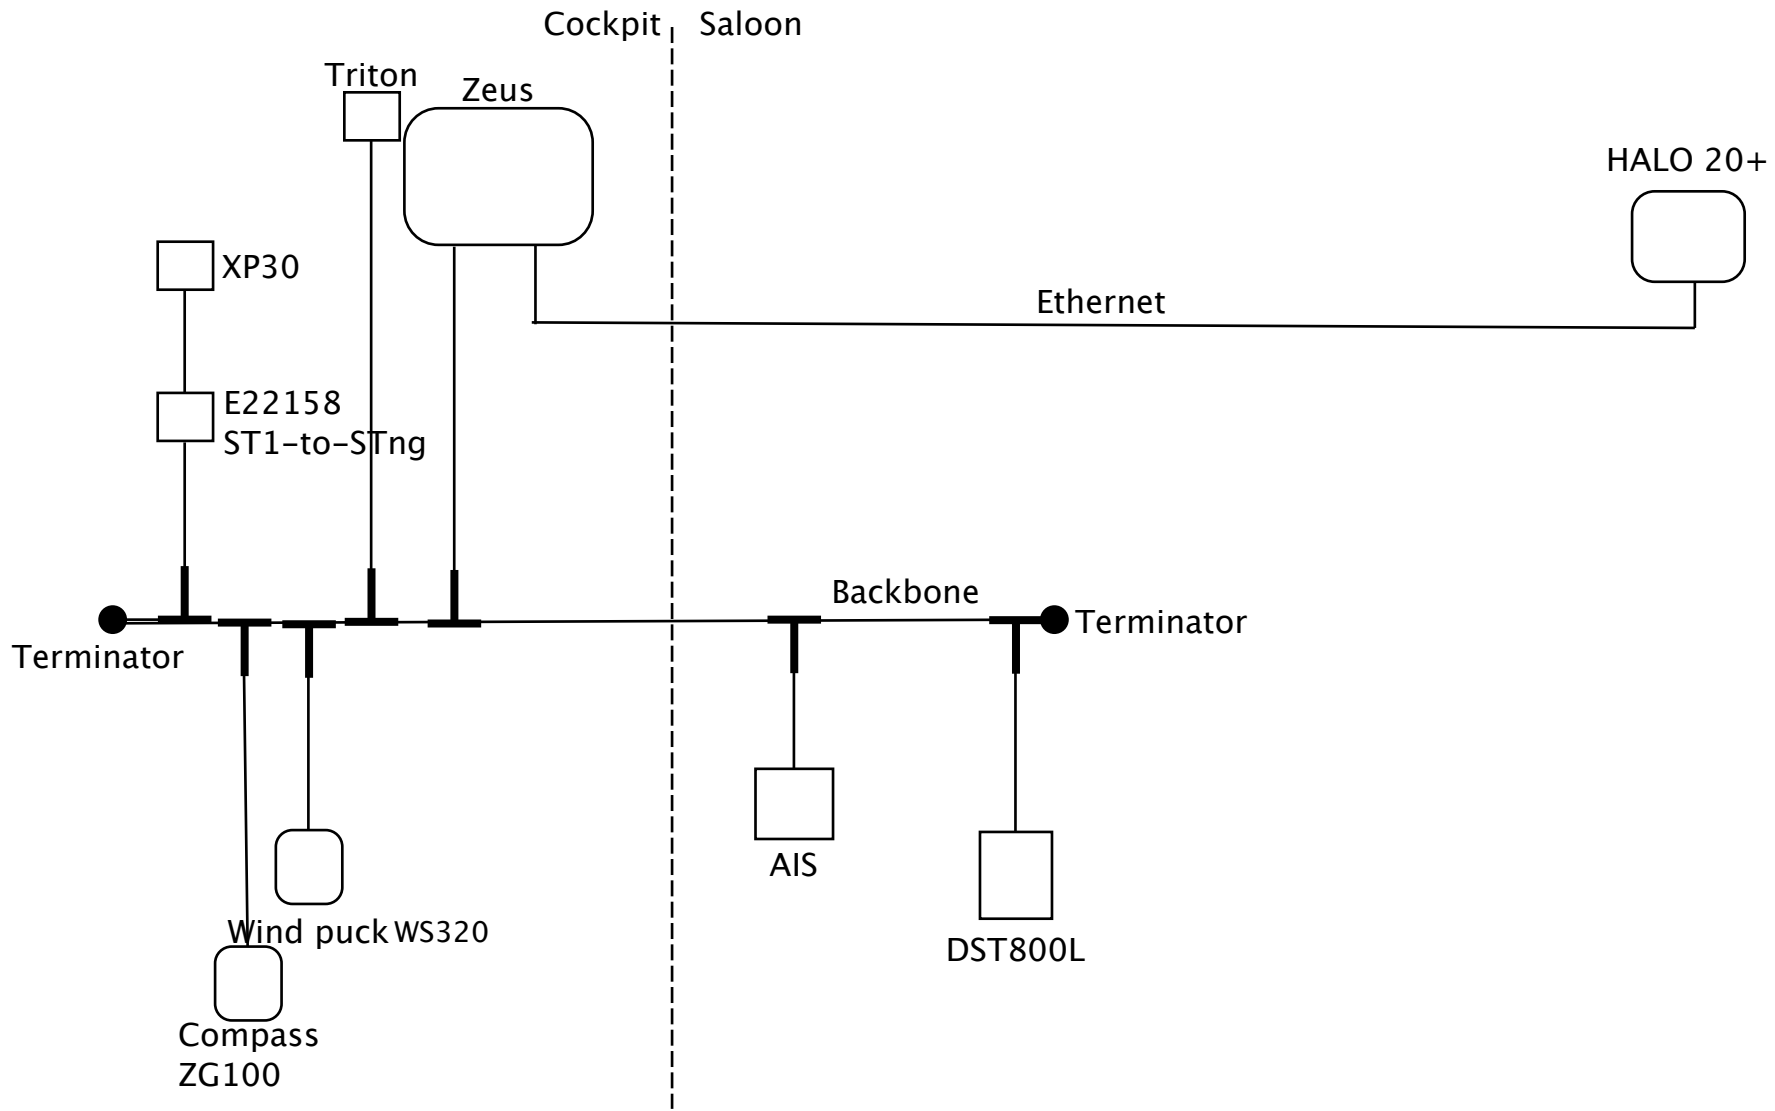 Cockpit
Saloon
Triton
Zeus
HALO 20+
XP30
Ethernet
E22158
ST1-to-STng
Backbone
Terminator
Terminator
AIS
Wind puck WS320
DST800L
Compass
ZG100